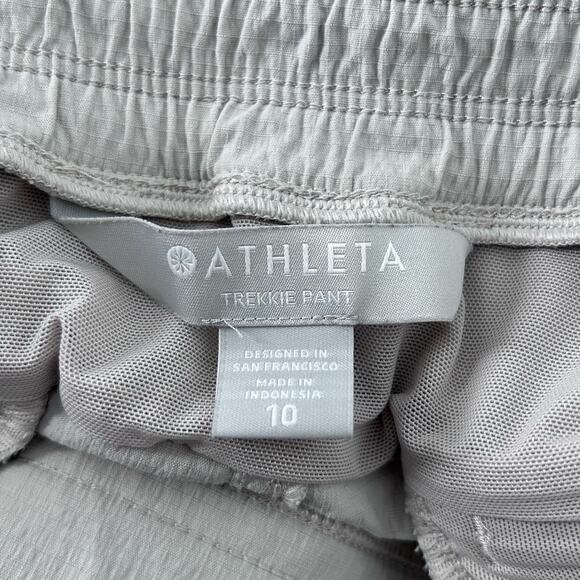 ATHLETA
TREKKIE PANT
DESIGNED IN
SAN FRANCISCO
MADE IN
INDONESIA
10